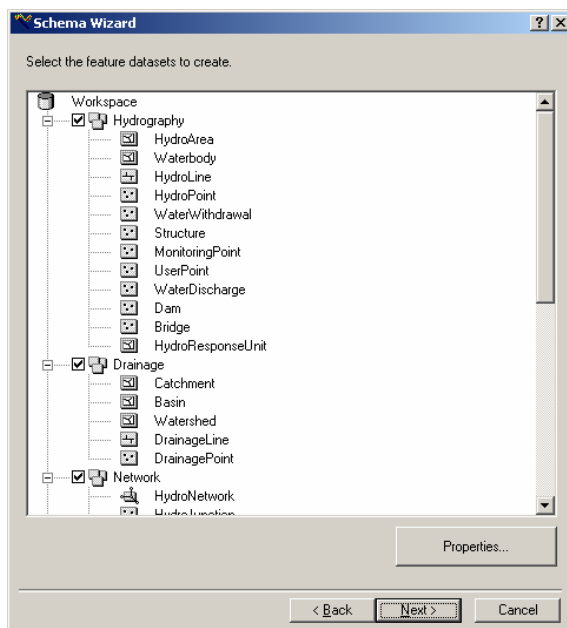 Schema Wizard
Select the feature datasets to create.
Workspace
Hydrography
HydroArea
Waterbody
HydroLine
HydroPoint
WaterWithdrawal
Structure
MonitoringPoint
UserPoint
WaterDischarge
Dam
Bridge
HydroResponseUnit
Drainage
Catchment
Basin
Watershed
DrainageLine
DrainagePoint
Network
HydroNetwork
HydroJunction
Properties...
< Back
Next >
Cancel